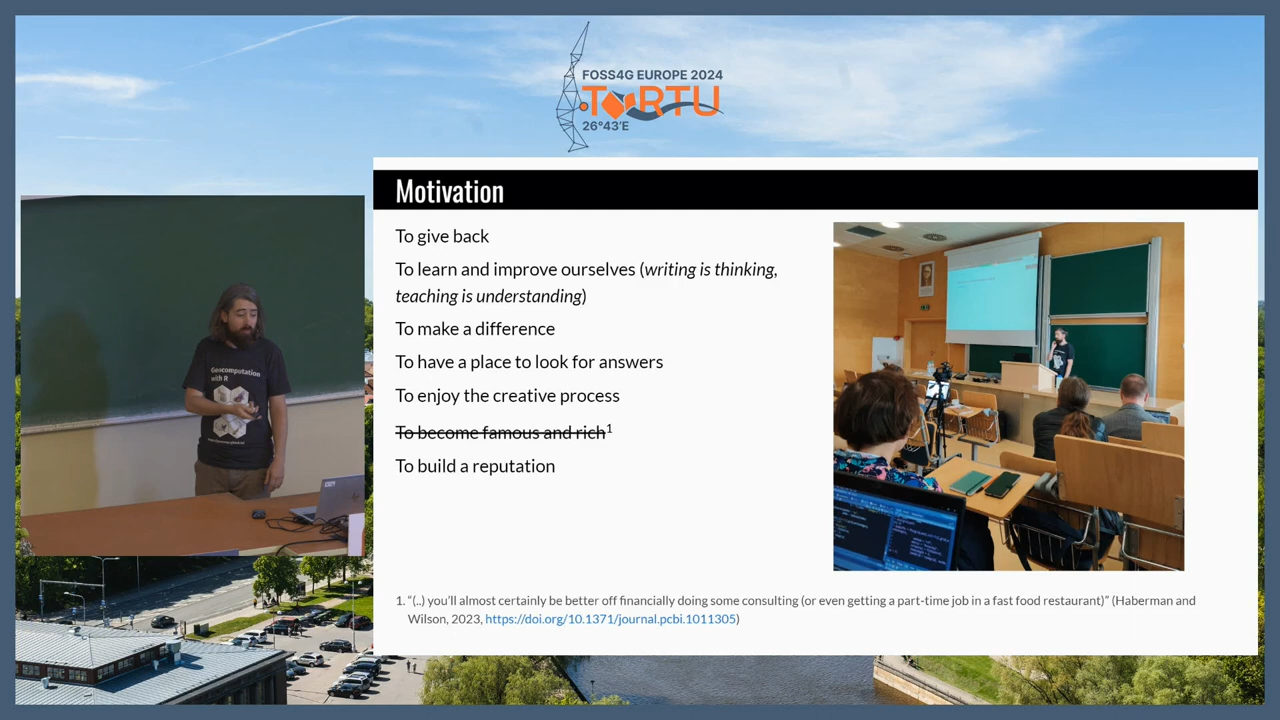 FOSS4G EUROPE 2024
TORTU
26°43'E
Motivation
To give back
To learn and improve ourselves (writing is thinking,
teaching is understanding)
To make a difference
To have a place to look for answers
To enjoy the creative process
To become famous and rich1
To build a reputation
Geocomputation
with R
1. “(..) you’ll almost certainly be better off financially doing some consulting (or even getting a part-time job in a fast food restaurant)” (Haberman and
Wilson, 2023, https://doi.org/10.1371/journal.pcbi.1011305)